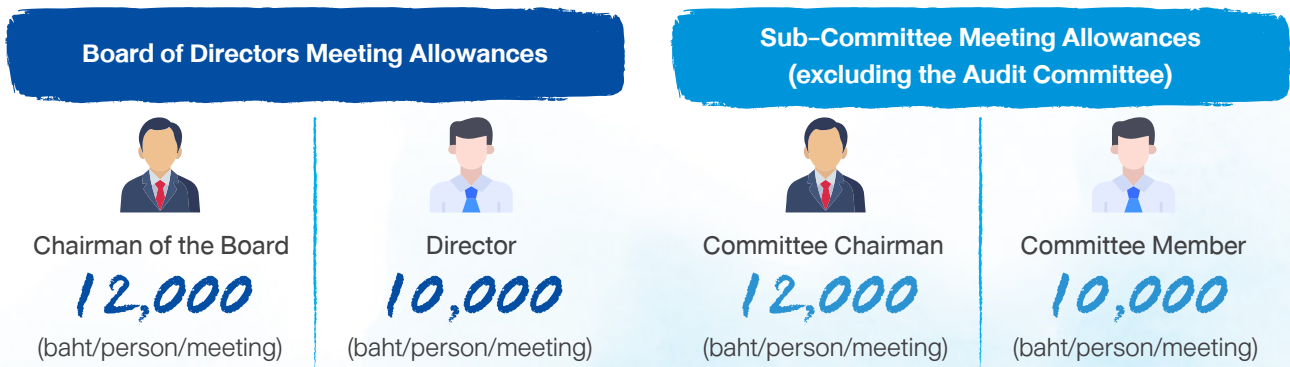 Board of Directors Meeting Allowances
Chairman of the Board
12,000
(baht/person/meeting)
Director
10,000
(baht/person/meeting)
Sub-Committee Meeting Allowances
(excluding the Audit Committee)
Committee Chairman
12,000
(baht/person/meeting)
Committee Member
10,000
(baht/person/meeting)